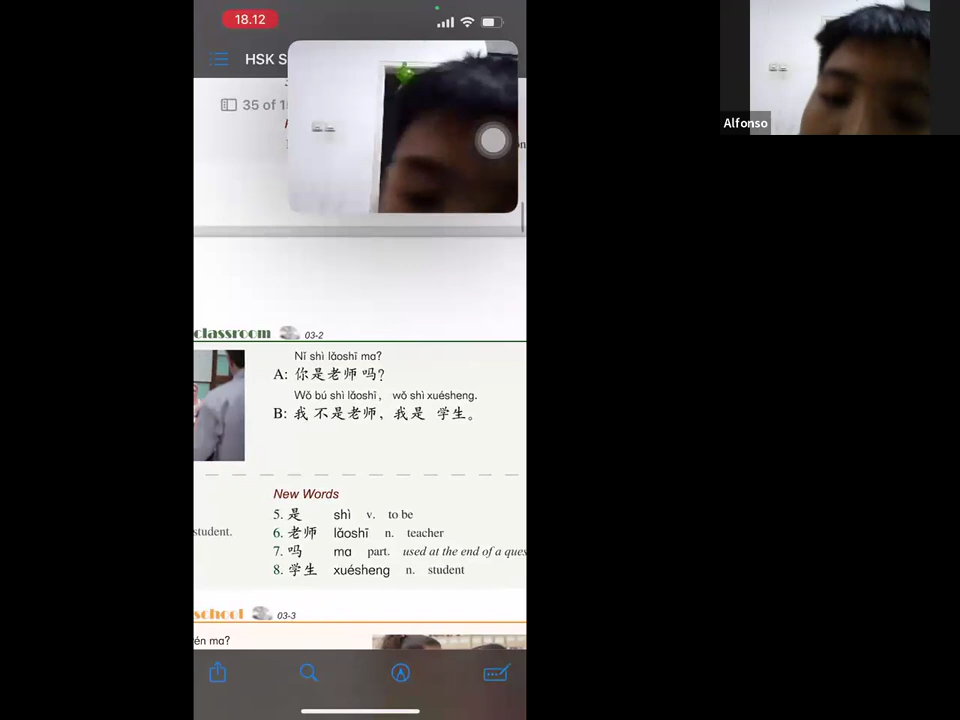 18.12
HSK S
35 of 1
Alfonso
classroom 03-2
Nǐ shì lǎoshī ma?
A: 你是老师吗?
Wǒ bú shì lǎoshī, wǒ shì xuésheng.
B: 我不是老师, 我是 学生。
New Words
5. 是 shì v. to be
student. 6. 老师 lǎoshī n. teacher
7. 吗 ma part. used at the end of a ques
8. 学生 xuésheng n. student
school 03-3
én ma?